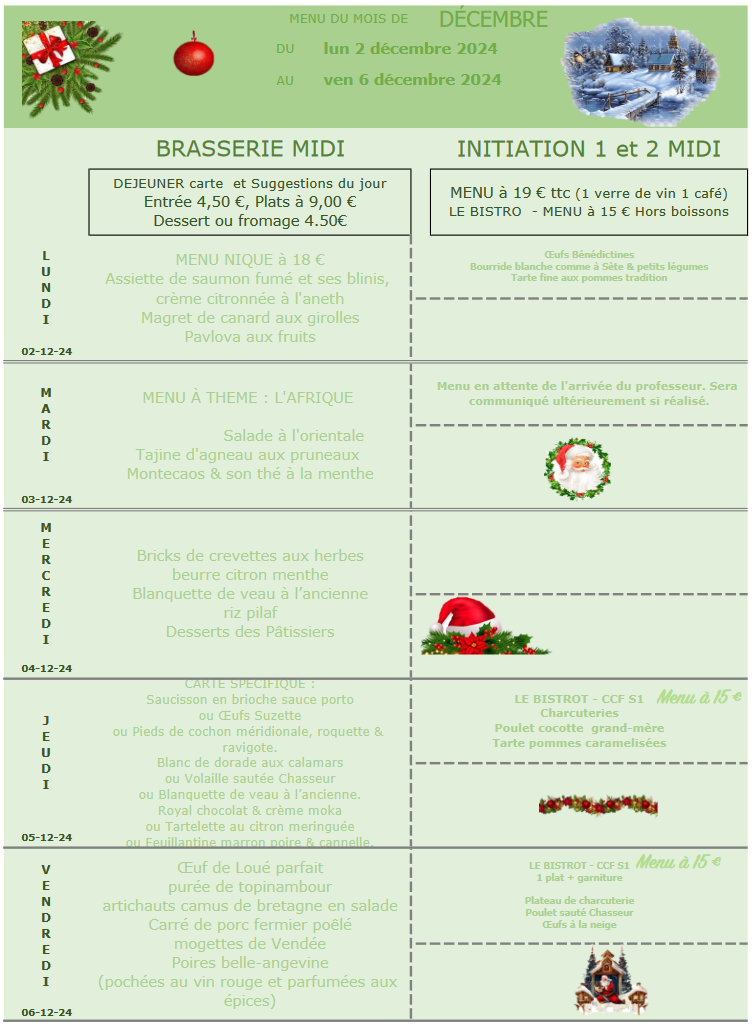 MENU DU MOIS DE DÉCEMBRE
DU lun 2 décembre 2024
AU ven 6 décembre 2024
BRASSERIE MIDI
INITIATION 1 et 2 MIDI
DEJEUNER carte et Suggestions du jour
Entrée 4,50 €, Plats à 9,00 €
Dessert ou fromage 4.50€
MENU à 19 € ttc (1 verre de vin 1 café)
LE BISTRO - MENU à 15 € Hors boissons
LUNDI
02-12-24
MENU NIQUE à 18 €
Assiette de saumon fumé et ses blinis,
crème citronnée à l'aneth
Magret de canard aux girolles
Pavlova aux fruits
Œufs Bénédictines
Bourride blanche comme à Sète & petits légumes
Tarte fine aux pommes tradition
MARDI
03-12-24
MENU À THEME : L'AFRIQUE
Salade à l'orientale
Tajine d'agneau aux pruneaux
Montecaos & son thé à la menthe
Menu en attente de l'arrivée du professeur. Sera
communiqué ultérieurement si réalisé.
MERCREDI
04-12-24
Bricks de crevettes aux herbes
beurre citron menthe
Blanquette de veau à l’ancienne
riz pilaf
Desserts des Pâtissiers
JEUDI
05-12-24
CARTE SPECIFIQUE :
Saucisson en brioche sauce porto
ou Œufs Suzette
ou Pieds de cochon méridionale, roquette &
ravigote.
Blanc de dorade aux calamars
ou Volaille sautée Chasseur
ou Blanquette de veau à l’ancienne.
Royal chocolat & crème moka
ou Tartelette au citron meringuée
ou Feuillantine marron poire & cannelle.
LE BISTROT - CCF S1 Menu à 15 €
Charcuteries
Poulet cocotte grand-mère
Tarte pommes caramelisées
VENDREDI
06-12-24
Œuf de Loué parfait
purée de topinambour
artichauts camus de bretagne en salade
Carré de porc fermier poêlé
mogettes de Vendée
Poires belle-angevine
(pochées au vin rouge et parfumées aux
épices)
LE BISTROT - CCF S1 Menu à 15 €
1 plat + garniture
Plateau de charcuterie
Poulet sauté Chasseur
Œufs à la neige